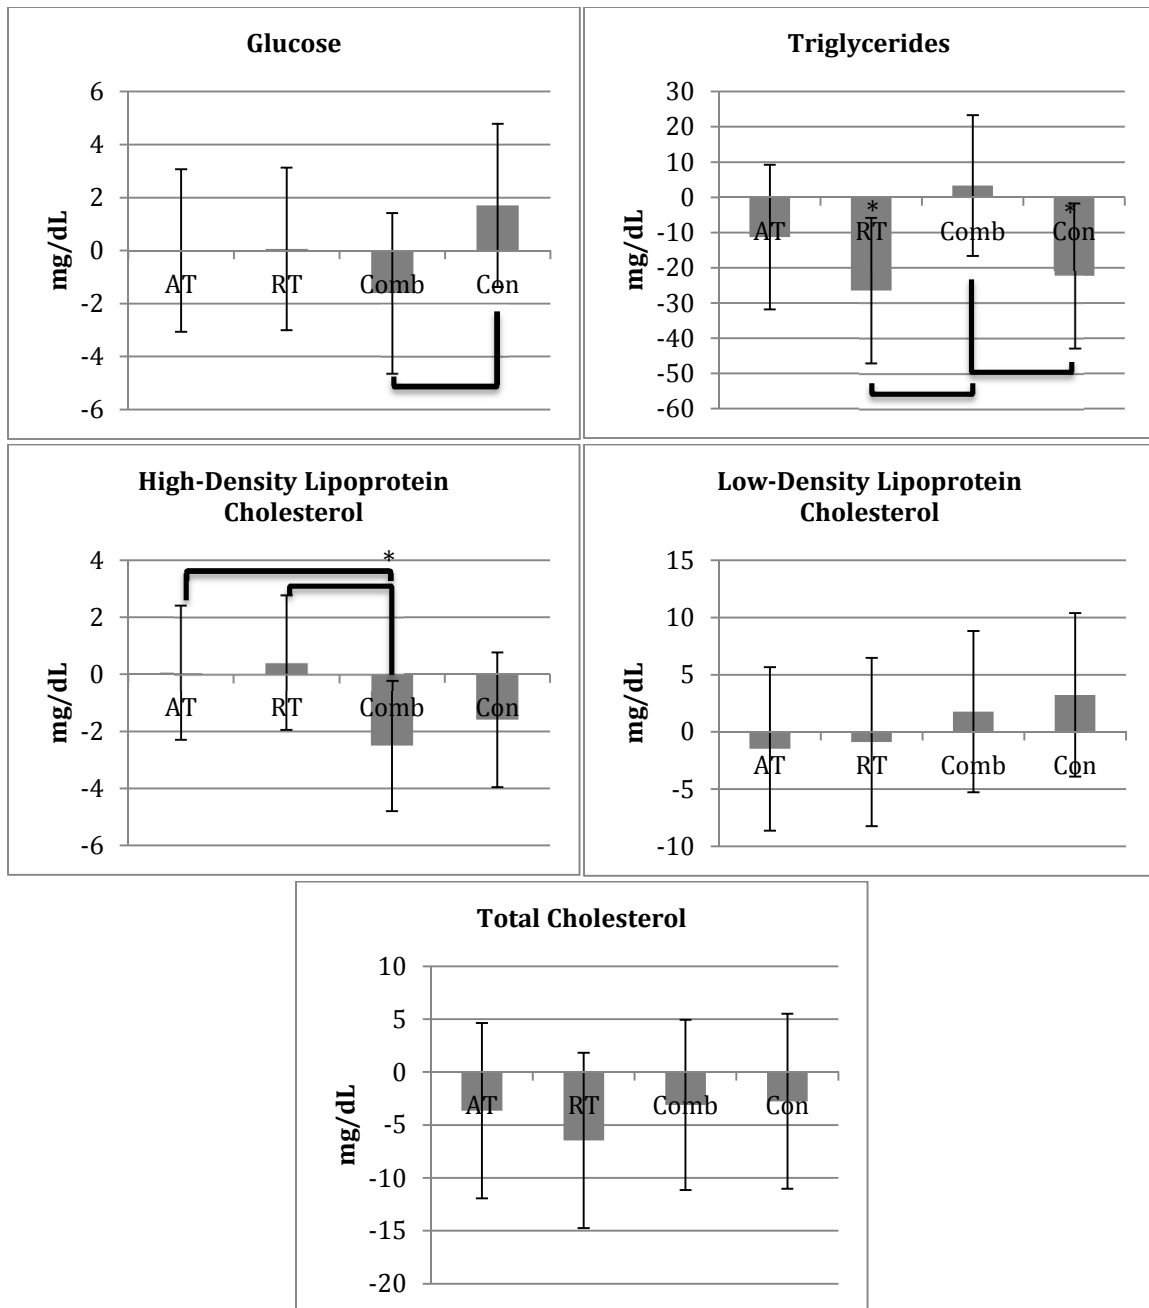 Glucose
6
4
2
0
-2
-4
-6
mg/dL
AT RT Comb Con
Triglycerides
30
20
10
0
-10
-20
-30
-40
-50
-60
mg/dL
* *
AT RT Comb Con
High-Density Lipoprotein
Cholesterol
*
4
2
0
-2
-4
-6
mg/dL
AT RT Comb Con
Low-Density Lipoprotein
Cholesterol
15
10
5
0
-5
-10
mg/dL
AT RT Comb Con
Total Cholesterol
10
5
0
-5
-10
-15
-20
mg/dL
AT RT Comb Con